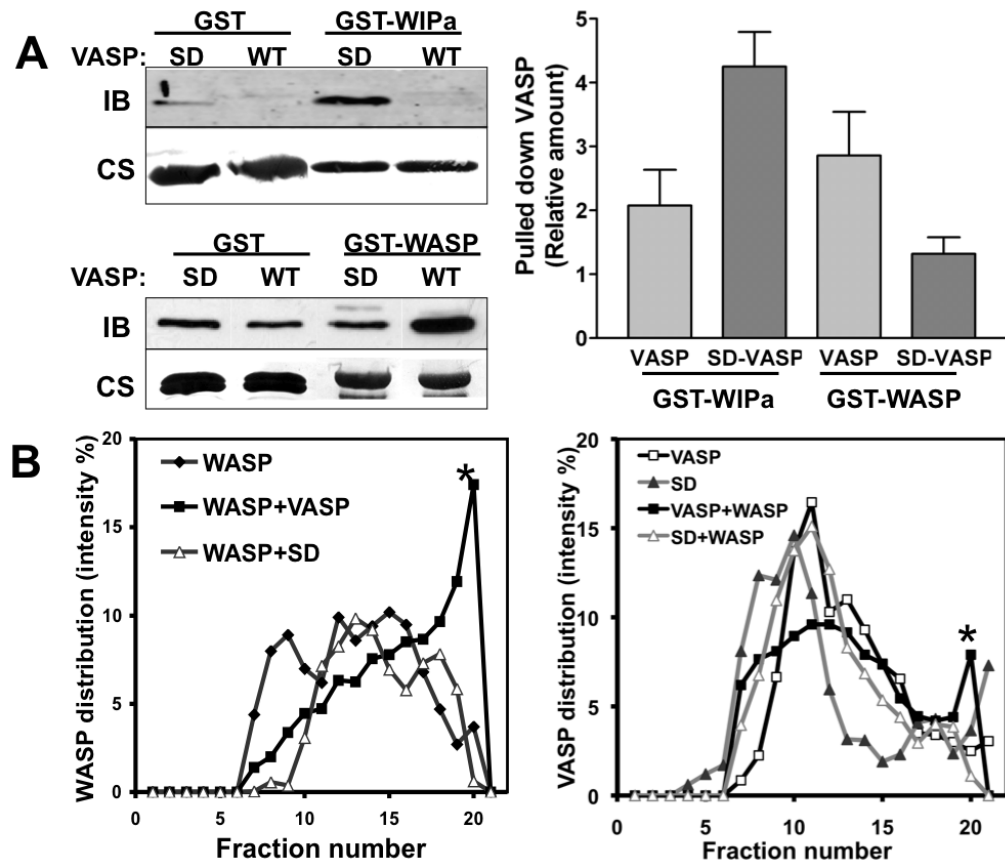 A
GST GST-WIPa
VASP: SD WT SD WT
IB
CS
GST GST-WASP
VASP: SD WT SD WT
IB
CS
Pulled down VASP
(Relative amount)
5
4
3
2
1
0
VASP SD-VASP VASP SD-VASP
GST-WIPa GST-WASP
B
WASP distribution (intensity %)
20
15
10
5
0
WASP
WASP+VASP
WASP+SD
*
0 5 10 15 20
Fraction number
VASP distribution (intensity %)
20
15
10
5
0
VASP
SD
VASP+WASP
SD+WASP
*
0 5 10 15 20
Fraction number